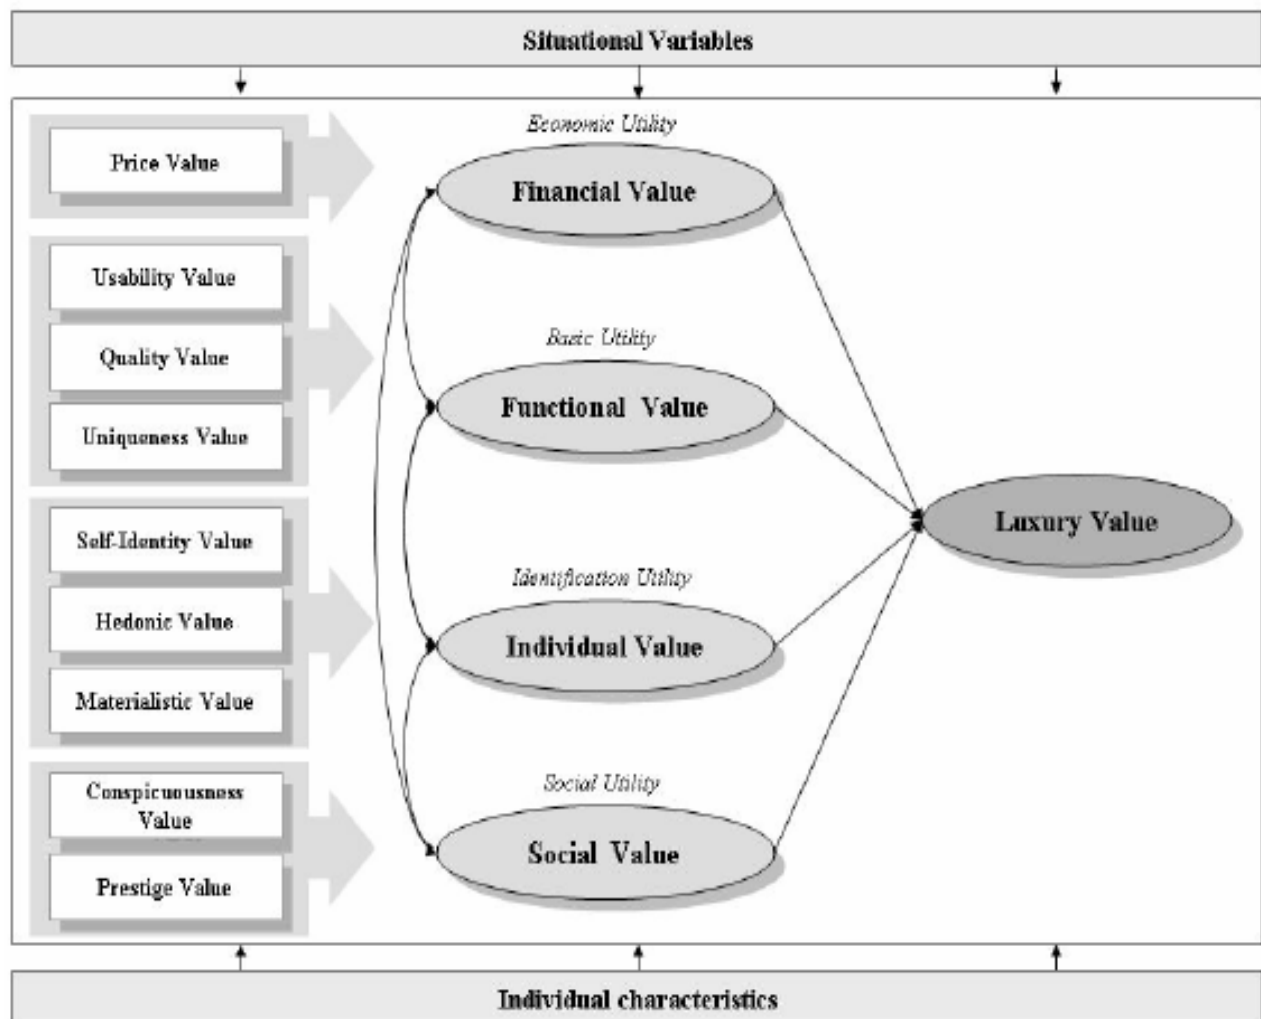 Situational Variables
Price Value
Economic Utility
Financial Value
Usability Value
Quality Value
Uniqueness Value
Basic Utility
Functional Value
Self-Identity Value
Hedonic Value
Materialistic Value
Identification Utility
Individual Value
Conspicuousness
Value
Prestige Value
Social Utility
Social Value
Luxury Value
Individual characteristics